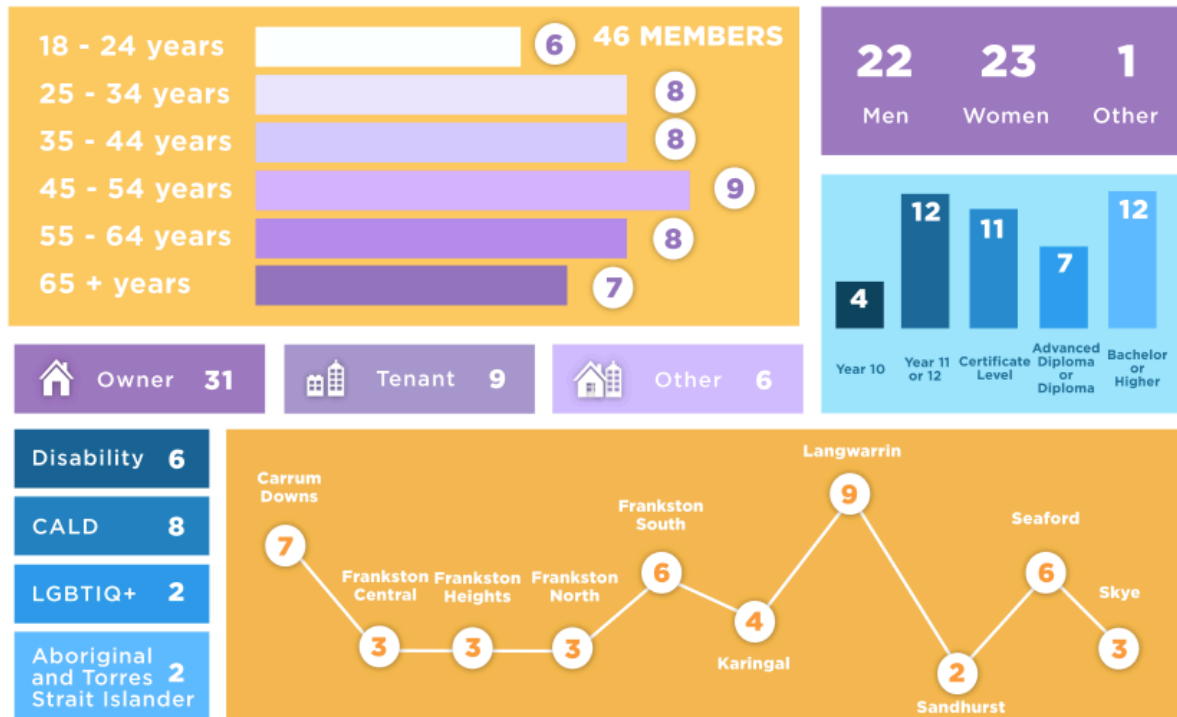 18 - 24 years 6 46 MEMBERS
25 - 34 years 8
35 - 44 years 8
45 - 54 years 9
55 - 64 years 8
65 + years 7
22 23 1
Men Women Other
4 12 11 7 12
Year 10
Year 11
or 12
Certificate
Level
Advanced
Diploma
or
Diploma
Bachelor
or
Higher
Owner 31
Tenant 9
Other 6
Disability 6
CALD 8
LGBTIQ+ 2
Aboriginal
and Torres 2
Strait Islander
Carrum
Downs
7
Frankston
Central
3
Frankston
Heights
3
Frankston
North
3
Frankston
South
6
4
Karingal
Langwarrin
9
2
Sandhurst
Seaford
6
Skye
3